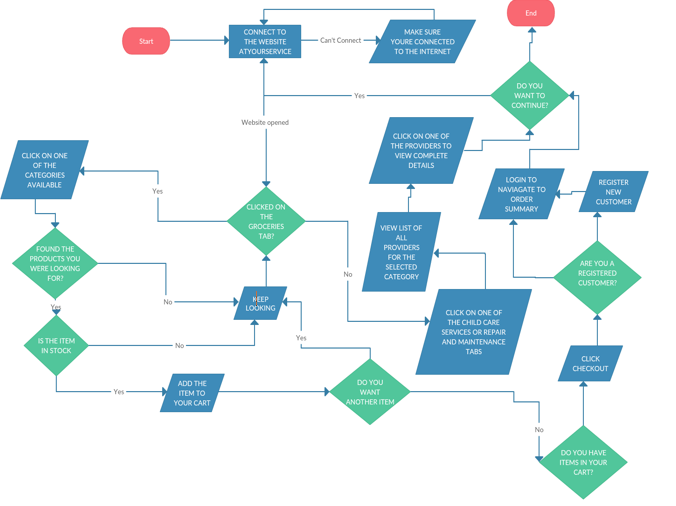 End
Start
CONNECT TO
THE WEBSITE
ATYOURSERVICE
Can't Connect
MAKE SURE
YOURE CONNECTED
TO THE INTERNET
DO YOU
WANT TO
CONTINUE?
Yes
Website opened
CLICK ON ONE OF
THE PROVIDERS TO
VIEW COMPLETE
DETAILS
CLICK ON ONE
OF THE
CATEGORIES
AVAILABLE
Yes
LOGIN TO
NAVIAGATE TO
ORDER
SUMMARY
REGISTER
NEW
CUSTOMER
CLICKED ON
THE
GROCERIES
TAB?
VIEW LIST OF
ALL
PROVIDERS
FOR THE
SELECTED
CATEGORY
FOUND THE
PRODUCTS YOU
WERE LOOKING
FOR?
No
ARE YOU A
REGISTERED
CUSTOMER?
No
KEEP
LOOKING
Yes
CLICK ON ONE OF
THE CHILD CARE
SERVICES OR REPAIR
AND MAINTENANCE
TABS
IS THE ITEM
IN STOCK
No
Yes
CLICK
CHECKOUT
Yes
ADD THE
ITEM TO
YOUR CART
DO YOU
WANT
ANOTHER ITEM
No
DO YOU HAVE
ITEMS IN YOUR
CART?